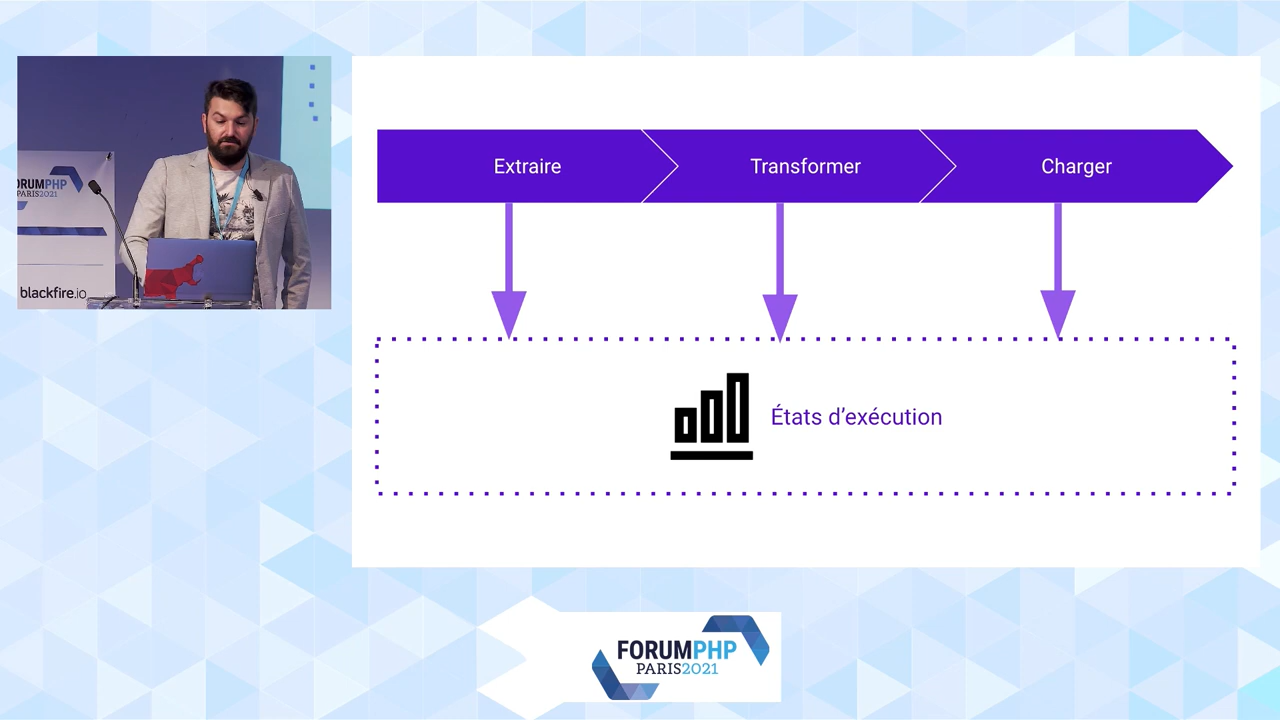 FORUMPHP
PARIS2021
blackfire.io
Extraire
Transformer
Charger
États d’exécution
FORUMPHP
PARIS2021